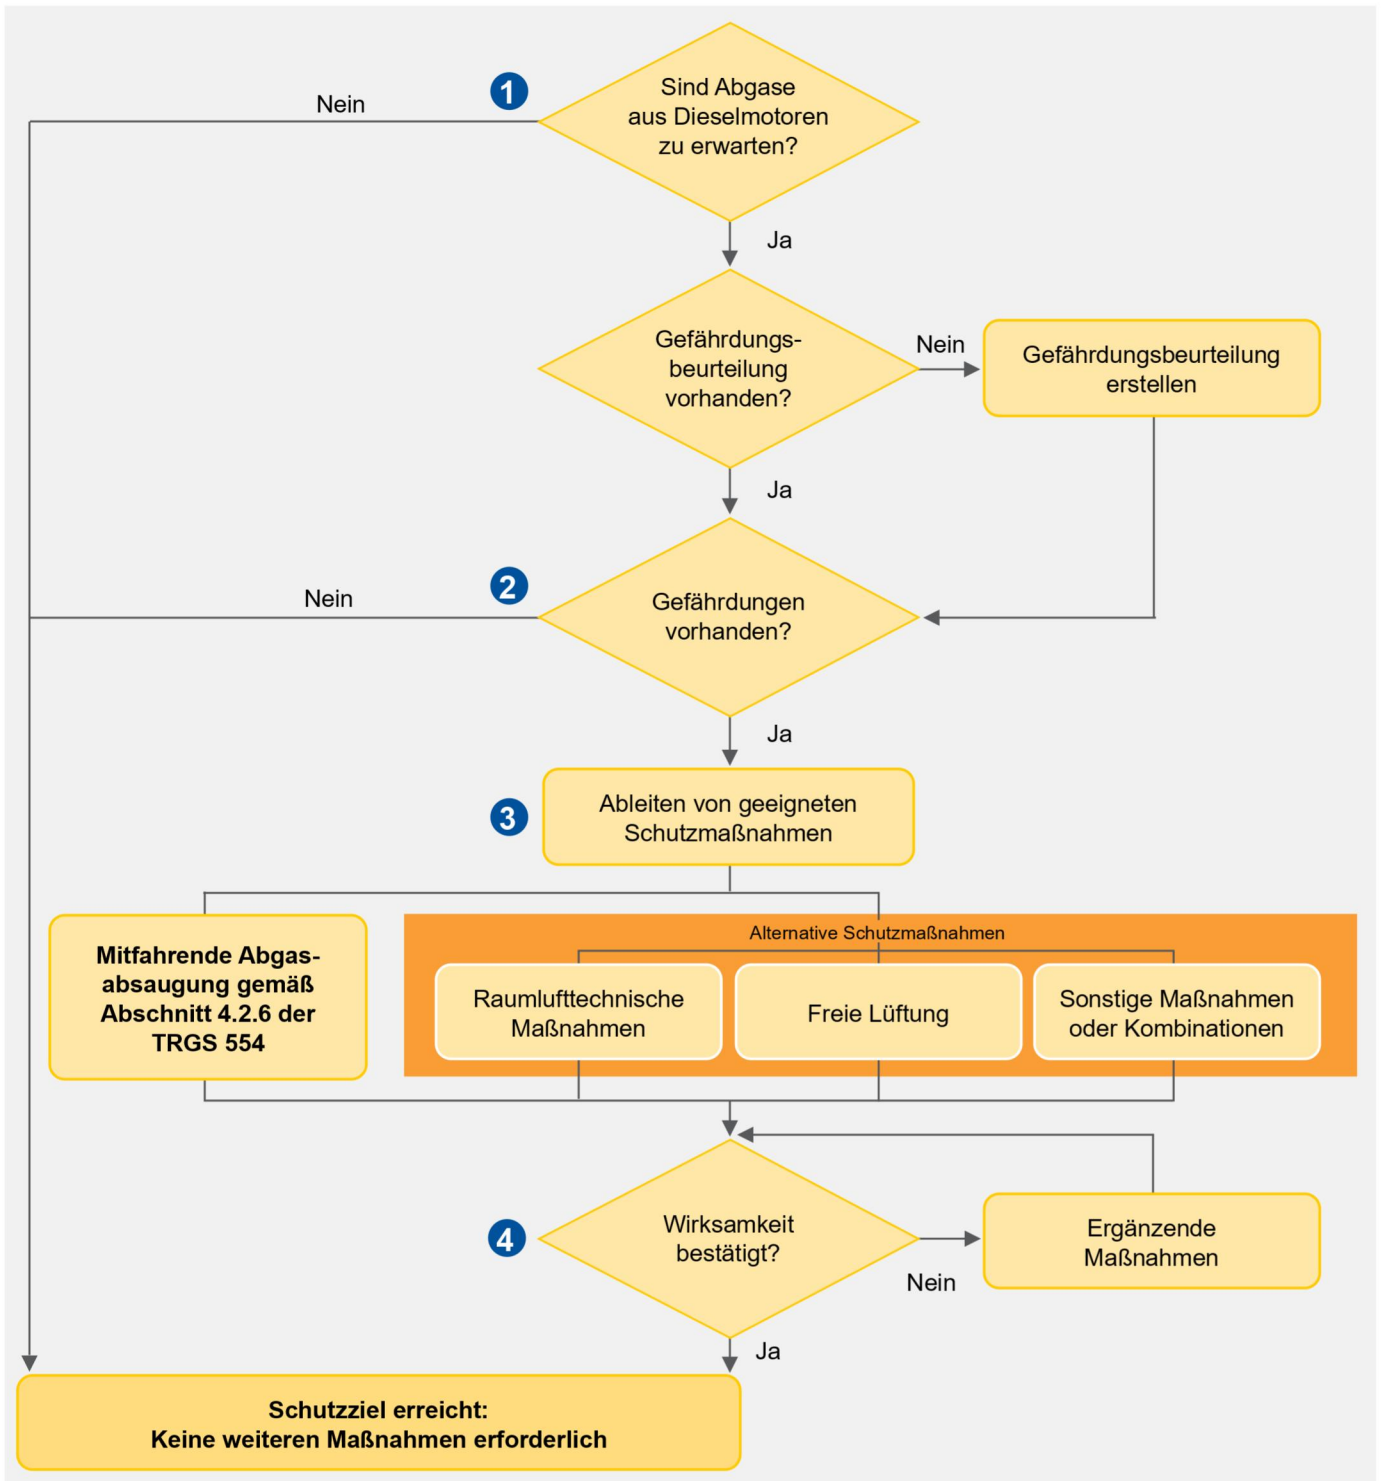 1
Sind Abgase
aus Dieselmotoren
zu erwarten?
Nein
Ja
Gefährdungs-
beurteilung
vorhanden?
Nein
Gefährdungsbeurteilung
erstellen
Ja
2
Gefährdungen
vorhanden?
Nein
Ja
3
Ableiten von geeigneten
Schutzmaßnahmen
Mitfahrende Abgas-
absaugung gemäß
Abschnitt 4.2.6 der
TRGS 554
Alternative Schutzmaßnahmen
Raumlufttechnische
Maßnahmen
Freie Lüftung
Sonstige Maßnahmen
oder Kombinationen
4
Wirksamkeit
bestätigt?
Nein
Ergänzende
Maßnahmen
Ja
Schutzziel erreicht:
Keine weiteren Maßnahmen erforderlich